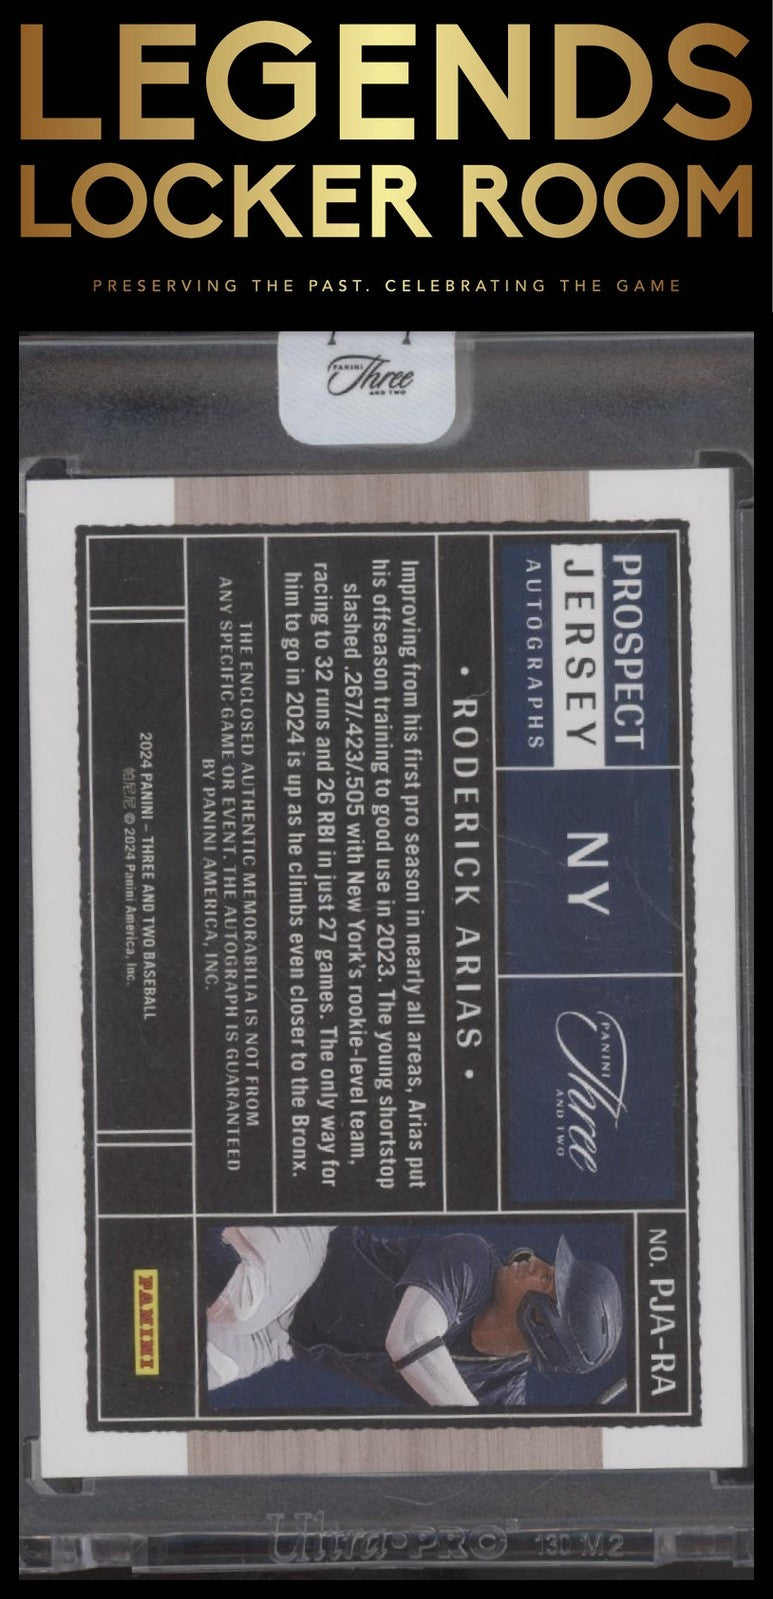 LEGENDS
LOCKER ROOM
PRESERVING THE PAST. CELEBRATING THE GAME
PANINI
Three
AND TWO
PROSPECT
JERSEY
AUTOGRAPHS
NY
PANINI
Three
AND TWO
NO. PJA-RA
• RODERICK ARIAS •
Improving from his first pro season in nearly all areas, Arias put
his offseason training to good use in 2023. The young shortstop
slashed .267/.423/.505 with New York's rookie-level team,
racing to 32 runs and 26 RBI in just 27 games. The only way for
him to go in 2024 is up as he climbs even closer to the Bronx.
THE ENCLOSED AUTHENTIC MEMORABILIA IS NOT FROM
ANY SPECIFIC GAME OR EVENT. THE AUTOGRAPH IS GUARANTEED
BY PANINI AMERICA, INC.
2024 PANINI – THREE AND TWO BASEBALL
帕尼尼 © 2024 Panini America, Inc.
PANINI
Ultra•PRO 130 M2